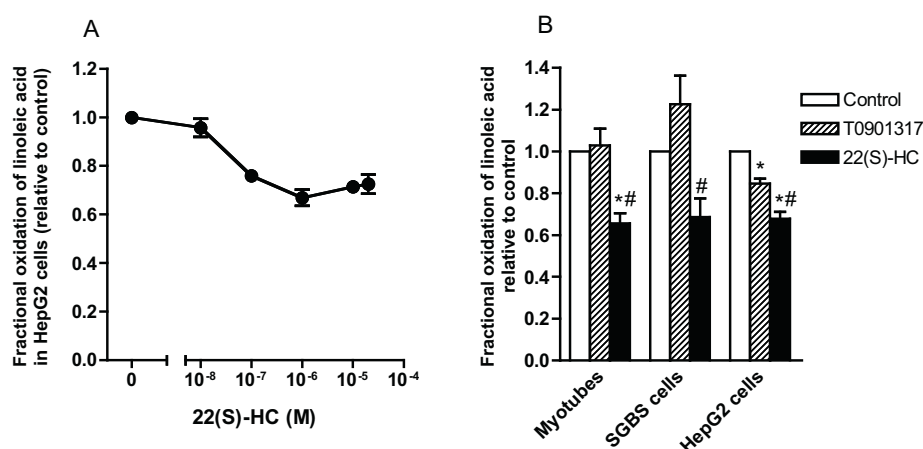 A
Fractional oxidation of linoleic acid
in HepG2 cells (relative to control)
1.2
1.0
0.8
0.6
0.4
0.2
0.0
0
10⁻⁸
10⁻⁷
10⁻⁶
10⁻⁵
10⁻⁴
22(S)-HC (M)
B
Fractional oxidation of linoleic acid
relative to control
1.4
1.2
1.0
0.8
0.6
0.4
0.2
0.0
*#
#
*
*#
Myotubes
SGBS cells
HepG2 cells
Control
T0901317
22(S)-HC